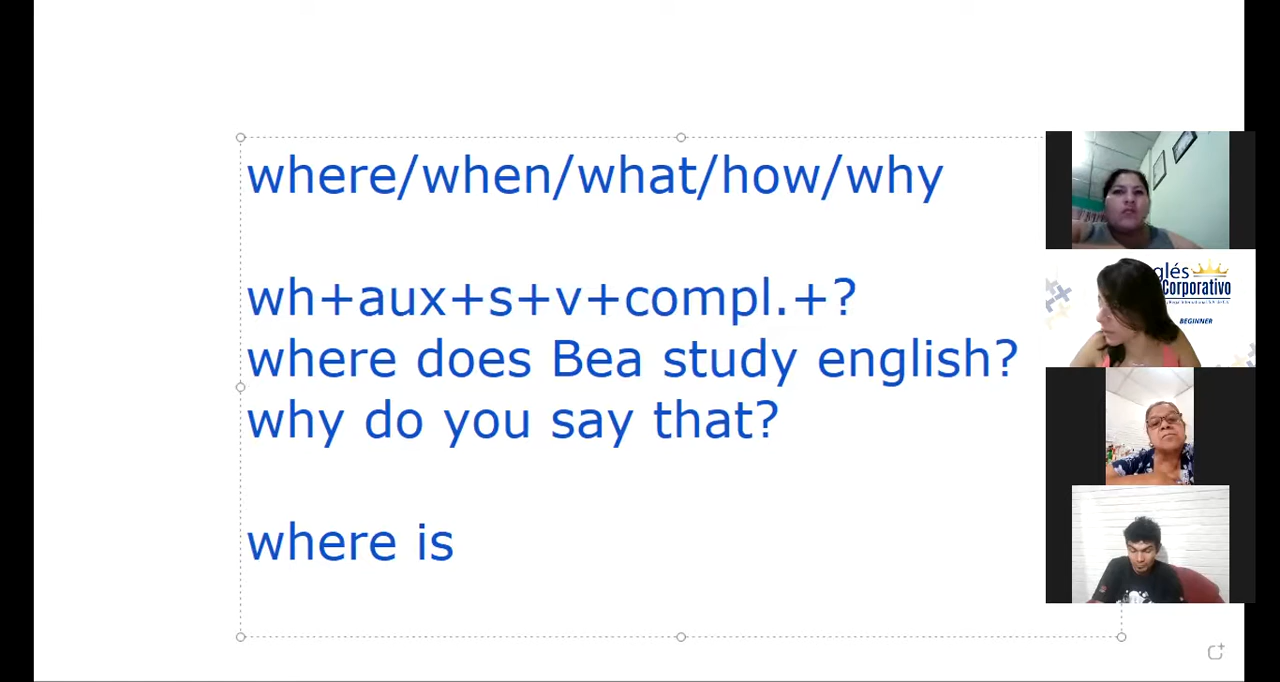 where/when/what/how/why
wh+aux+s+v+compl.+?
where does Bea study english?
why do you say that?
where is
glés
Corporativo
BEGINNER